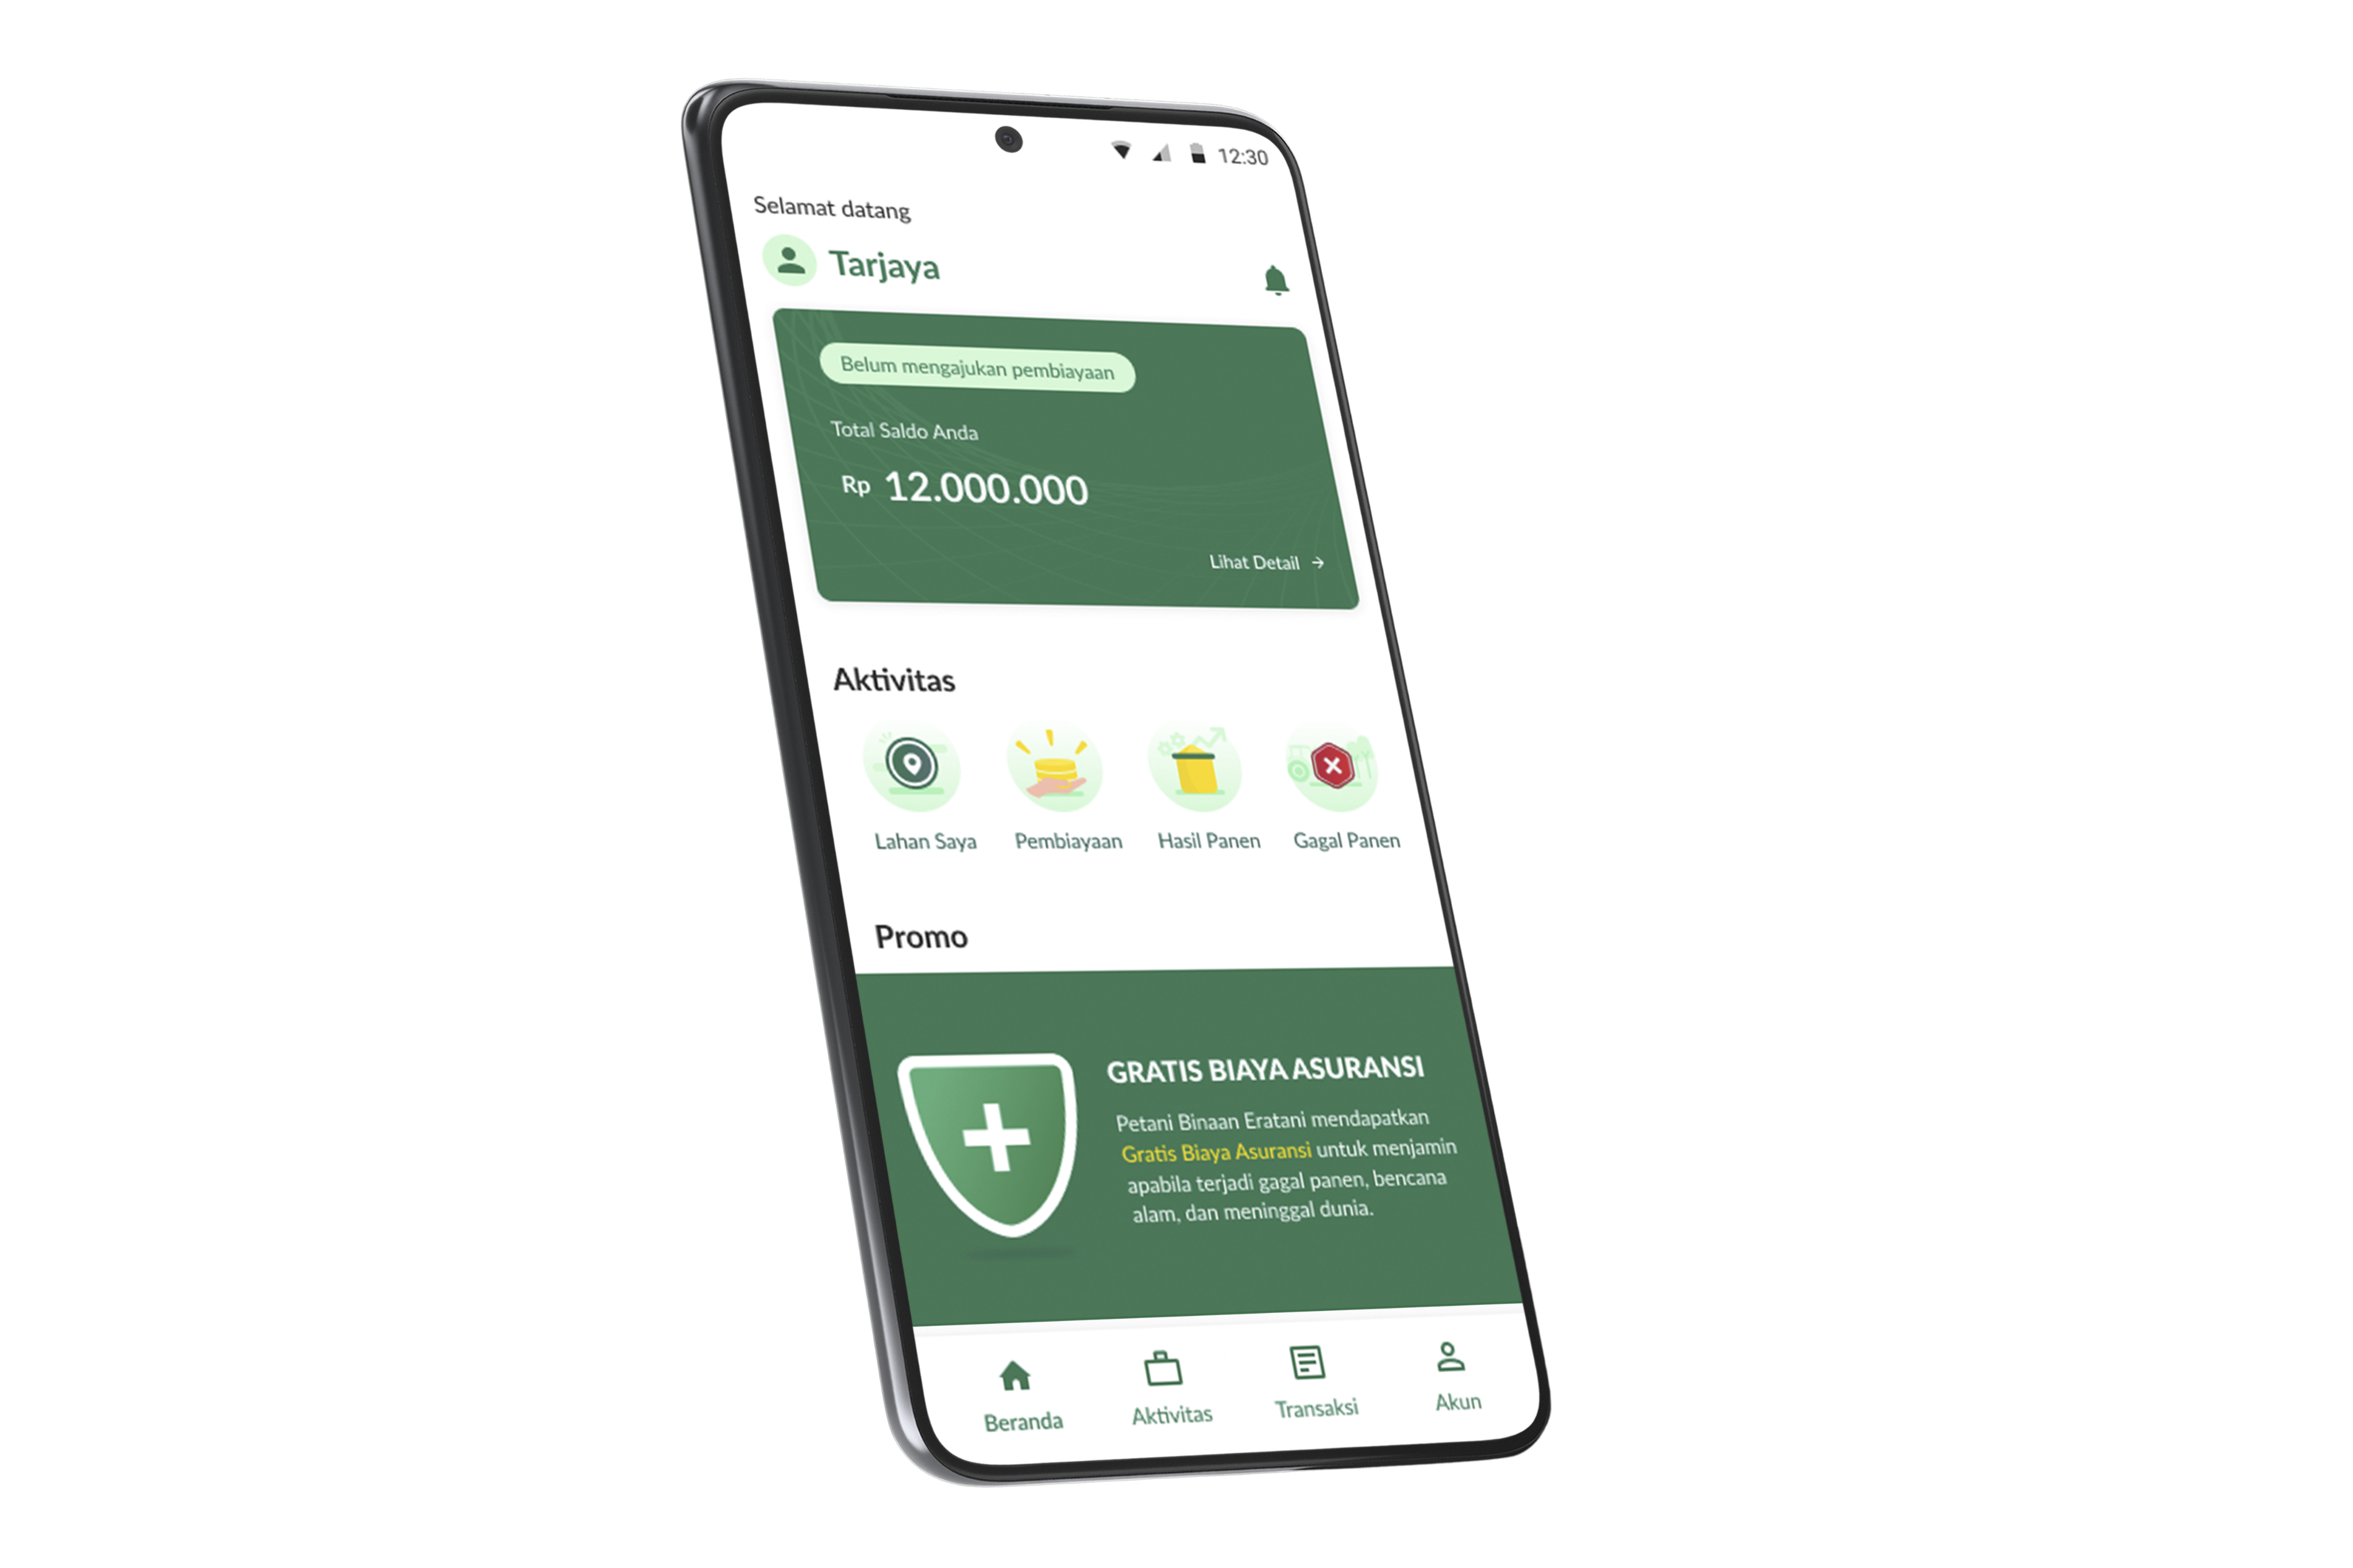 12:30
Selamat datang
Tarjaya
Belum mengajukan pembiayaan
Total Saldo Anda
Rp 12.000.000
Lihat Detail
Aktivitas
Lahan Saya
Pembiayaan
Hasil Panen
Gagal Panen
Promo
GRATIS BIAYA ASURANSI
Petani Binaan Eratani mendapatkan
Gratis Biaya Asuransi untuk menjamin
apabila terjadi gagal panen, bencana
alam, dan meninggal dunia.
Beranda
Aktivitas
Transaksi
Akun